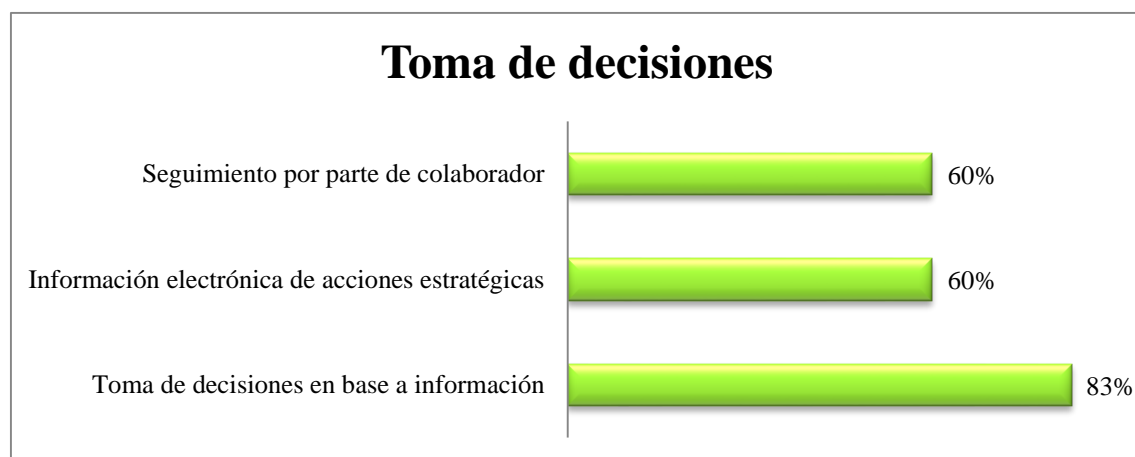 Toma de decisiones
Seguimiento por parte de colaborador
60%
Información electrónica de acciones estratégicas
60%
Toma de decisiones en base a información
83%